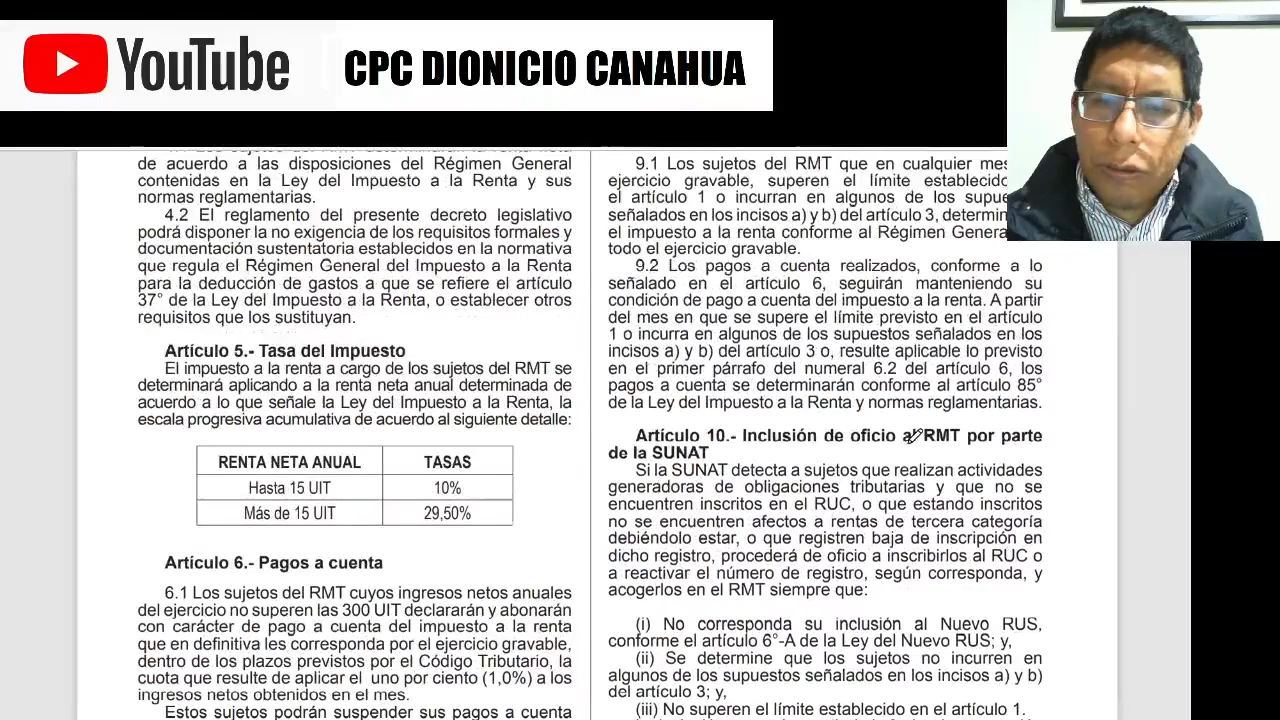 YouTube CPC DIONICIO CANAHUA
de acuerdo a las disposiciones del Régimen General
contenidas en la Ley del Impuesto a la Renta y sus
normas reglamentarias.
4.2 El reglamento del presente decreto legislativo
podrá disponer la no exigencia de los requisitos formales y
documentación sustentatoria establecidos en la normativa
que regula el Régimen General del Impuesto a la Renta
para la deducción de gastos a que se refiere el artículo
37° de la Ley del Impuesto a la Renta, o establecer otros
requisitos que los sustituyan.
Artículo 5.- Tasa del Impuesto
El impuesto a la renta a cargo de los sujetos del RMT se
determinará aplicando a la renta neta anual determinada de
acuerdo a lo que señale la Ley del Impuesto a la Renta, la
escala progresiva acumulativa de acuerdo al siguiente detalle:
RENTA NETA ANUAL TASAS
Hasta 15 UIT 10%
Más de 15 UIT 29,50%
Artículo 6.- Pagos a cuenta
6.1 Los sujetos del RMT cuyos ingresos netos anuales
del ejercicio no superen las 300 UIT declararán y abonarán
con carácter de pago a cuenta del impuesto a la renta
que en definitiva les corresponda por el ejercicio gravable,
dentro de los plazos previstos por el Código Tributario, la
cuota que resulte de aplicar el uno por ciento (1,0%) a los
ingresos netos obtenidos en el mes.
Estos sujetos podrán suspender sus pagos a cuenta
9.1 Los sujetos del RMT que en cualquier mes
ejercicio gravable, superen el límite establecido
el artículo 1 o incurran en algunos de los supue
señalados en los incisos a) y b) del artículo 3, determin
el impuesto a la renta conforme al Régimen General
todo el ejercicio gravable.
9.2 Los pagos a cuenta realizados, conforme a lo
señalado en el artículo 6, seguirán manteniendo su
condición de pago a cuenta del impuesto a la renta. A partir
del mes en que se supere el límite previsto en el artículo
1 o incurra en algunos de los supuestos señalados en los
incisos a) y b) del artículo 3 o, resulte aplicable lo previsto
en el primer párrafo del numeral 6.2 del artículo 6, los
pagos a cuenta se determinarán conforme al artículo 85°
de la Ley del Impuesto a la Renta y normas reglamentarias.
Artículo 10.- Inclusión de oficio RMT por parte
de la SUNAT
Si la SUNAT detecta a sujetos que realizan actividades
generadoras de obligaciones tributarias y que no se
encuentren inscritos en el RUC, o que estando inscritos
no se encuentren afectos a rentas de tercera categoría
debiéndolo estar, o que registren baja de inscripción en
dicho registro, procederá de oficio a inscribirlos al RUC o
a reactivar el número de registro, según corresponda, y
acogerlos en el RMT siempre que:
(i) No corresponda su inclusión al Nuevo RUS,
conforme el artículo 6°-A de la Ley del Nuevo RUS; y,
(ii) Se determine que los sujetos no incurren en
algunos de los supuestos señalados en los incisos a) y b)
del artículo 3; y,
(iii) No superen el límite establecido en el artículo 1.